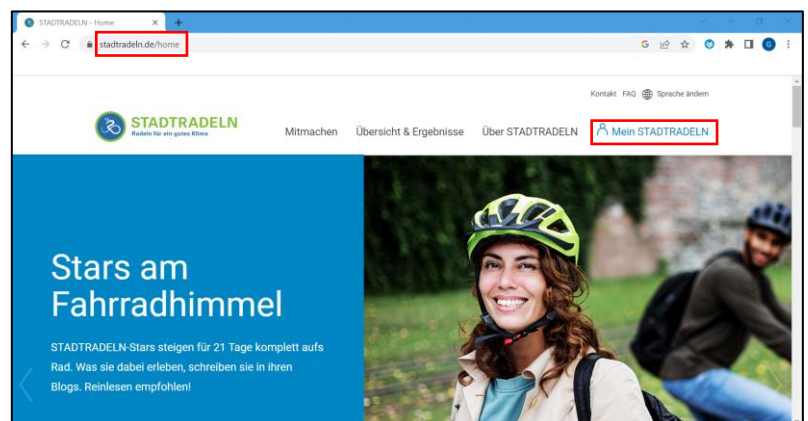 STADTRADELN - Home
stadtradeln.de/home
G
G
Kontakt FAQ Sprache ändern
STADTRADELN
Radeln für ein gutes Klima
Mitmachen Übersicht & Ergebnisse Über STADTRADELN Mein STADTRADELN
Stars am
Fahrradhimmel
STADTRADELN-Stars steigen für 21 Tage komplett aufs
Rad. Was sie dabei erleben, schreiben sie in ihren
Blogs. Reinlesen empfohlen!